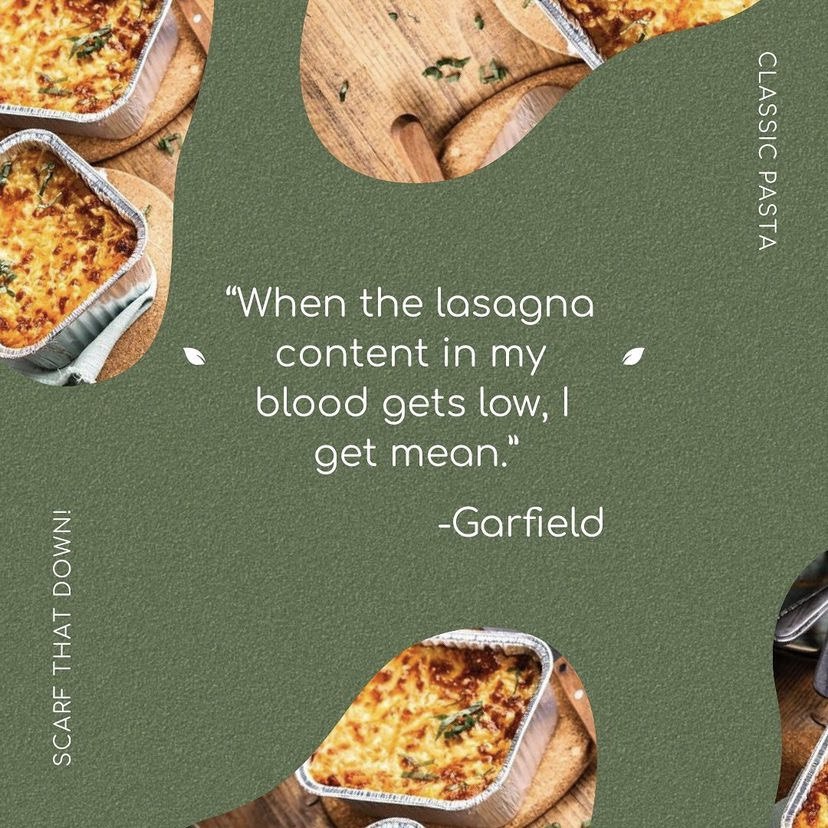 CLASSIC PASTA
“When the lasagna
content in my
blood gets low, I
get mean.”
-Garfield
SCARF THAT DOWN!